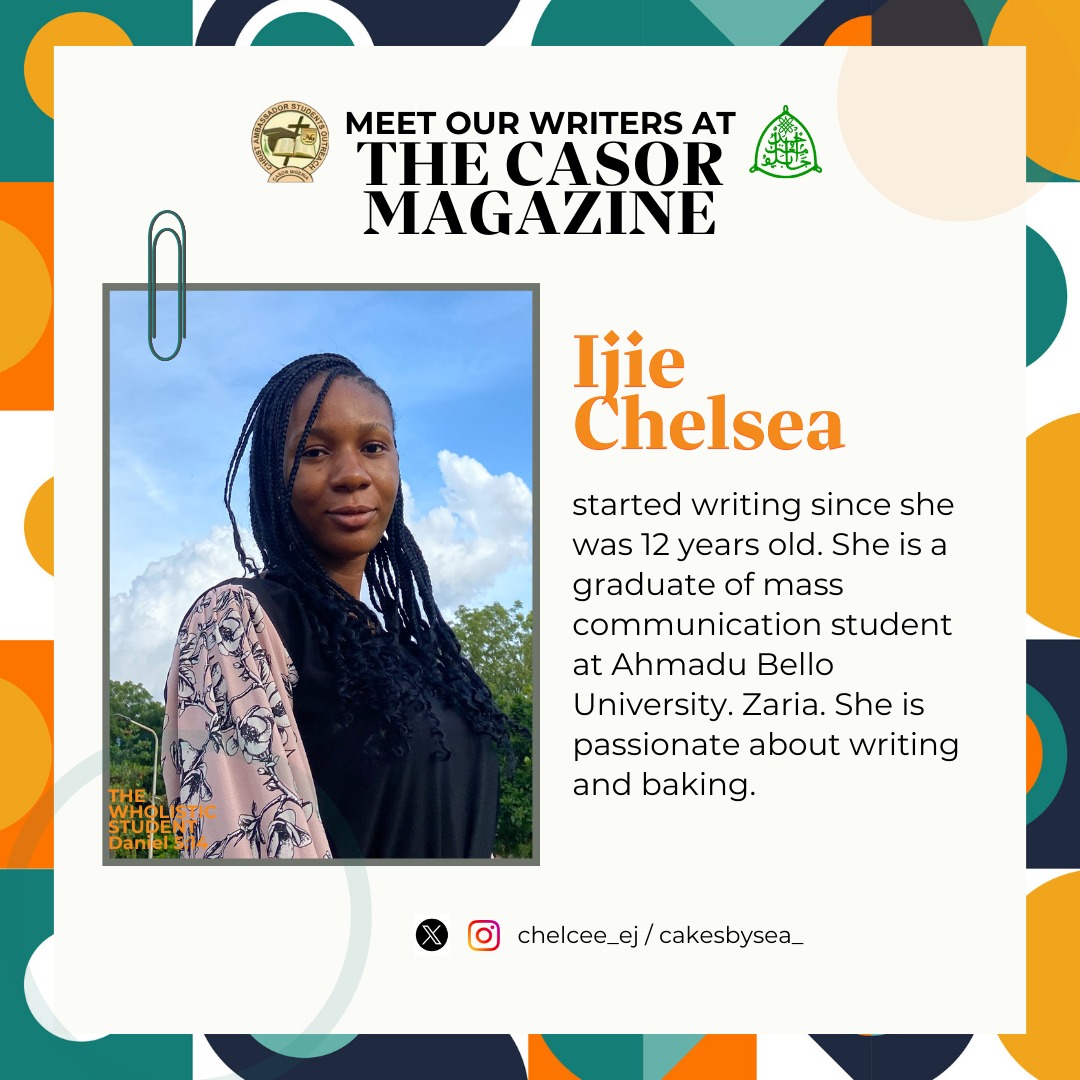 MEET OUR WRITERS AT
THE CASOR
MAGAZINE
CHRIST AMBASSADOR STUDENTS OUTREACH
CASOR NIGERIA
Ijie
Chelsea
started writing since she
was 12 years old. She is a
graduate of mass
communication student
at Ahmadu Bello
University. Zaria. She is
passionate about writing
and baking.
THE
WHOLISTIC
STUDENT
Daniel
chelcee_ej / cakesbysea_